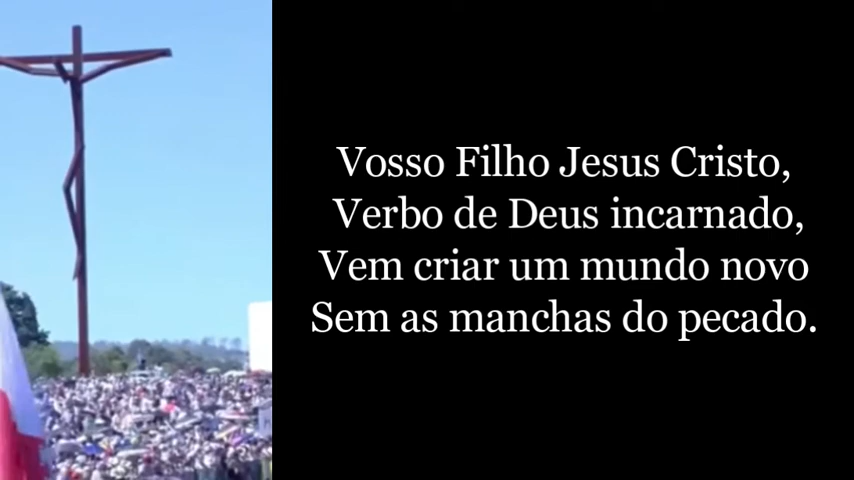 Vosso Filho Jesus Cristo,
Verbo de Deus incarnado,
Vem criar um mundo novo
Sem as manchas do pecado.